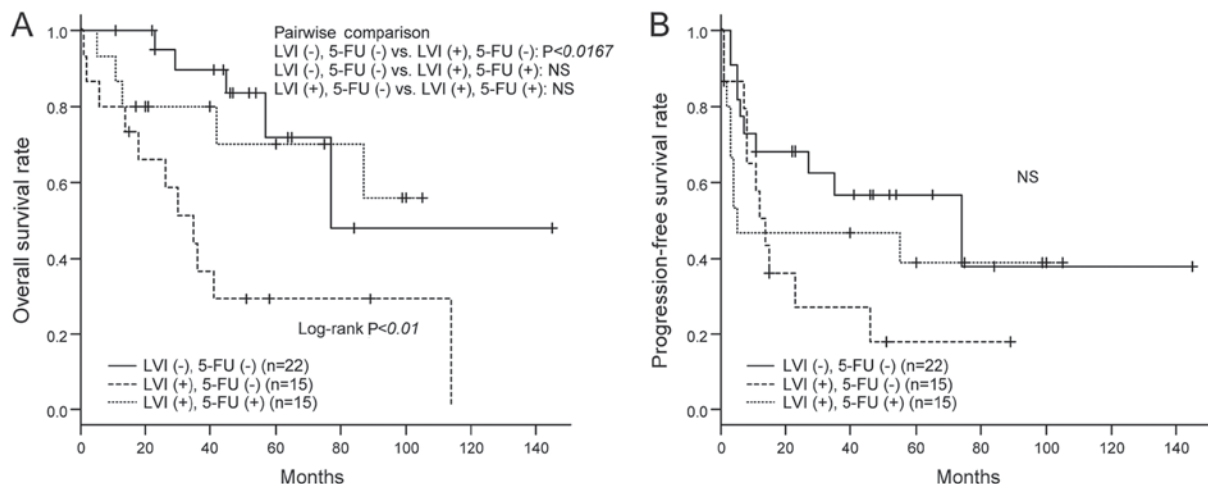 A
Pairwise comparison
LVI (-), 5-FU (-) vs. LVI (+), 5-FU (-): P<0.0167
LVI (-), 5-FU (-) vs. LVI (+), 5-FU (+): NS
LVI (+), 5-FU (-) vs. LVI (+), 5-FU (+): NS
Overall survival rate
1.0
0.8
0.6
0.4
0.2
0.0
Log-rank P<0.01
LVI (-), 5-FU (-) (n=22)
LVI (+), 5-FU (-) (n=15)
LVI (+), 5-FU (+) (n=15)
0 20 40 60 80 100 120 140
Months
B
Progression-free survival rate
1.0
0.8
0.6
0.4
0.2
0.0
NS
LVI (-), 5-FU (-) (n=22)
LVI (+), 5-FU (-) (n=15)
LVI (+), 5-FU (+) (n=15)
0 20 40 60 80 100 120 140
Months